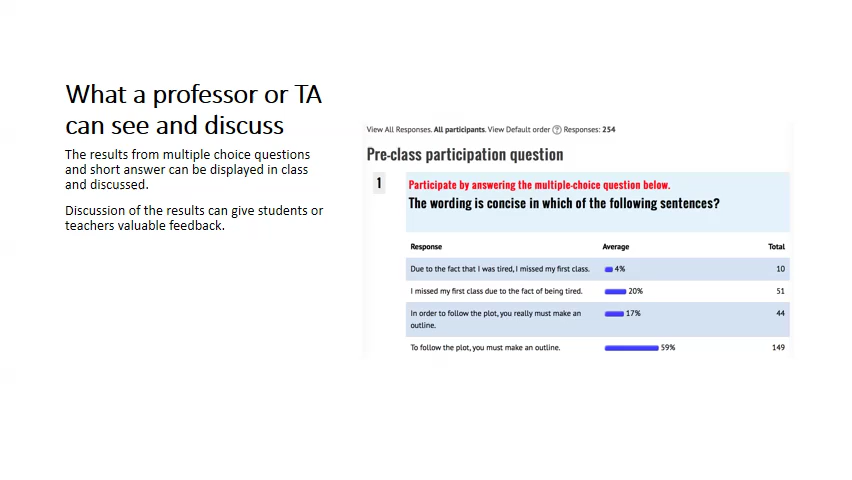 What a professor or TA
can see and discuss
The results from multiple choice questions
and short answer can be displayed in class
and discussed.
Discussion of the results can give students or
teachers valuable feedback.
View All Responses. All participants. View Default order ? Responses: 254
Pre-class participation question
1
Participate by answering the multiple-choice question below.
The wording is concise in which of the following sentences?
Response Average Total
Due to the fact that I was tired, I missed my first class. 4% 10
I missed my first class due to the fact of being tired. 20% 51
In order to follow the plot, you really must make an 17% 44
outline.
To follow the plot, you must make an outline. 59% 149